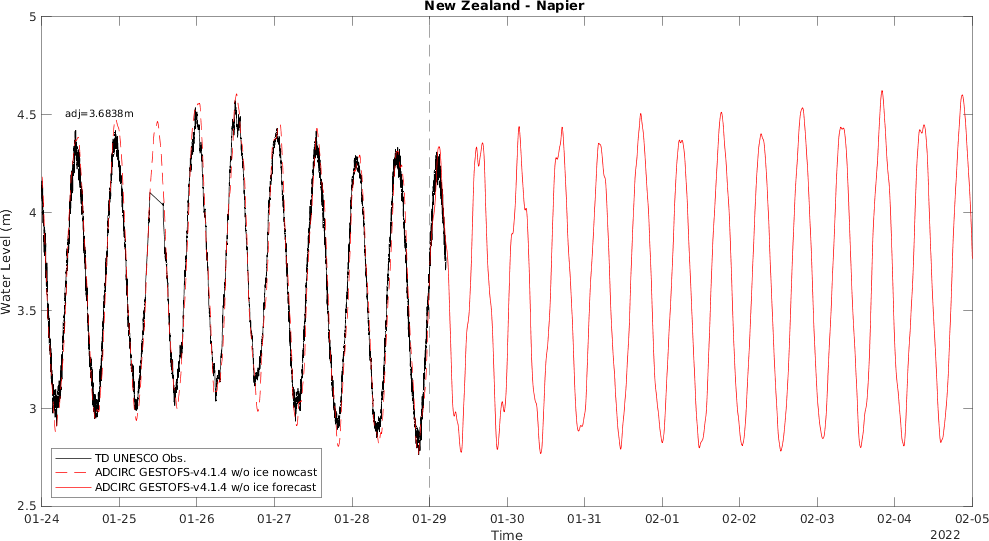 New Zealand - Napier
5
4.5
4
3.5
3
2.5
Water Level (m)
adj=3.6838m
TD UNESCO Obs.
ADCIRC GESTOFS-v4.1.4 w/o ice nowcast
ADCIRC GESTOFS-v4.1.4 w/o ice forecast
01-24 01-25 01-26 01-27 01-28 01-29 01-30 01-31 02-01 02-02 02-03 02-04 02-05
Time
2022